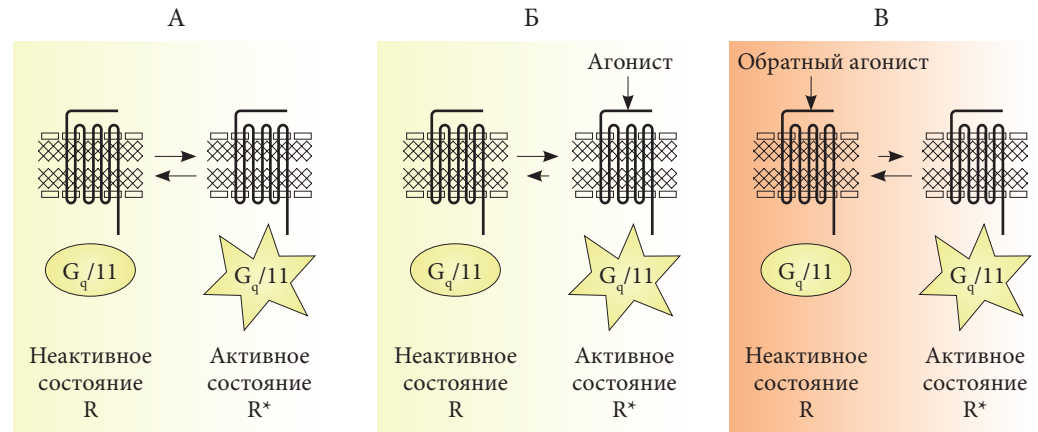 А
Gq/11
Gq/11
Неактивное
состояние
R
Активное
состояние
R*
Б
Агонист
Gq/11
Gq/11
Неактивное
состояние
R
Активное
состояние
R*
В
Обратный агонист
Gq/11
Gq/11
Неактивное
состояние
R
Активное
состояние
R*